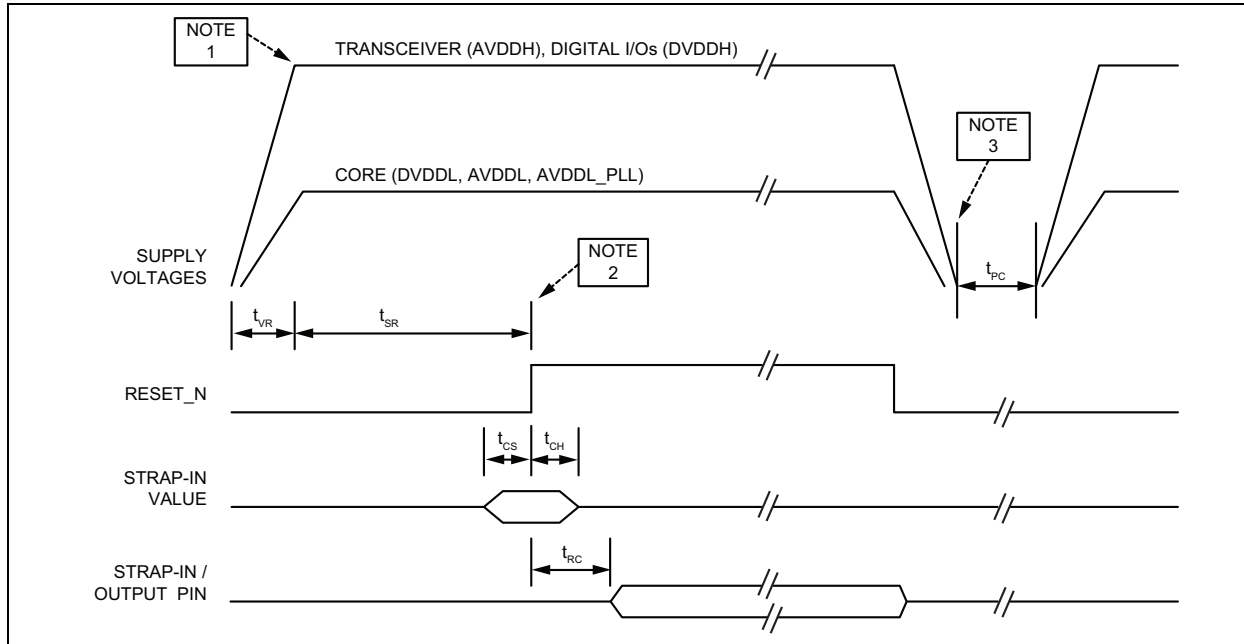 NOTE
1
TRANSCEIVER (AVDDH), DIGITAL I/Os (DVDDH)
NOTE
3
CORE (DVDDL, AVDDL, AVDDL_PLL)
SUPPLY
VOLTAGES
NOTE
2
tPC
tVR
tSR
RESET_N
tCS
tCH
STRAP-IN
VALUE
tRC
STRAP-IN /
OUTPUT PIN